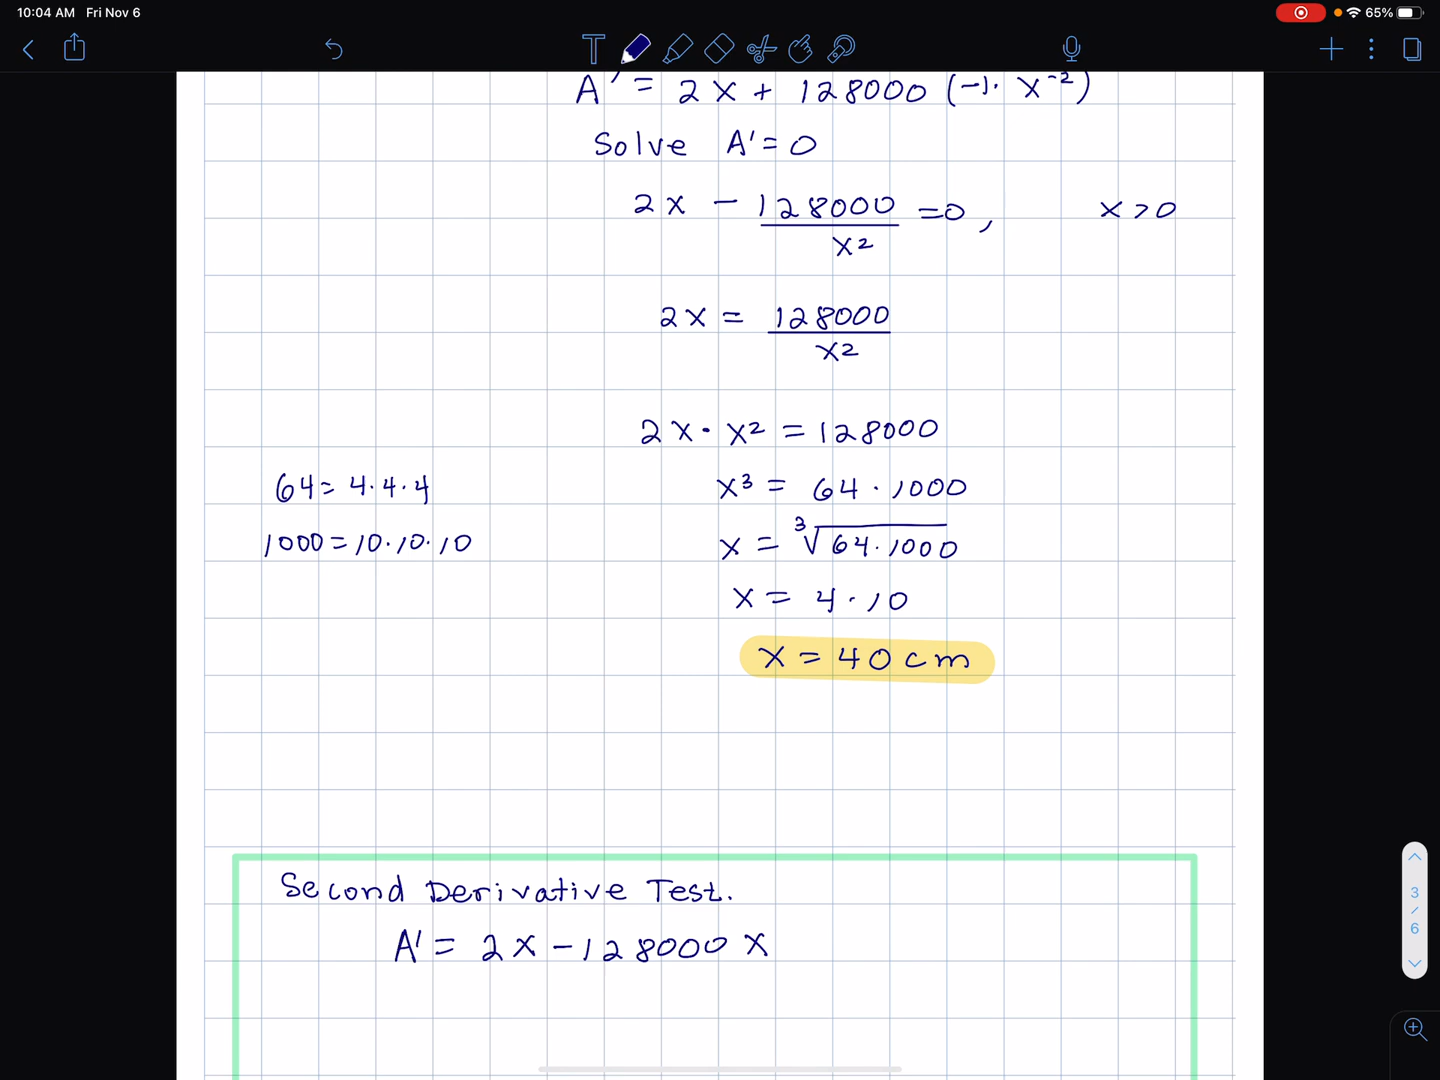 10:04 AM Fri Nov 6
65%
T
A' = 2x + 128000 (-1· x⁻²)
Solve A' = 0
2x - 128000/x² = 0, x > 0
2x = 128000/x²
2x · x² = 128000
64 = 4·4·4
x³ = 64 · 1000
1000 = 10·10·10
x = ³√64·1000
x = 4·10
x = 40 cm
Second Derivative Test.
A' = 2x - 128000 x
3
/
6